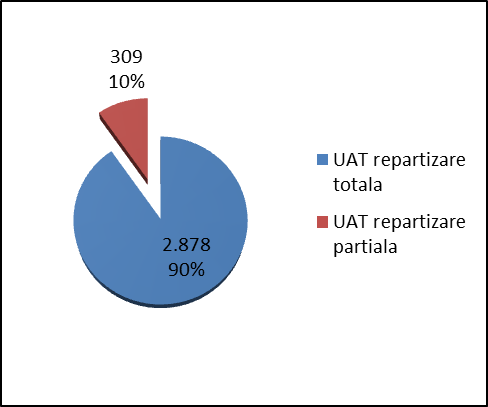 309
10%
2.878
90%
UAT repartizare
totala
UAT repartizare
partiala